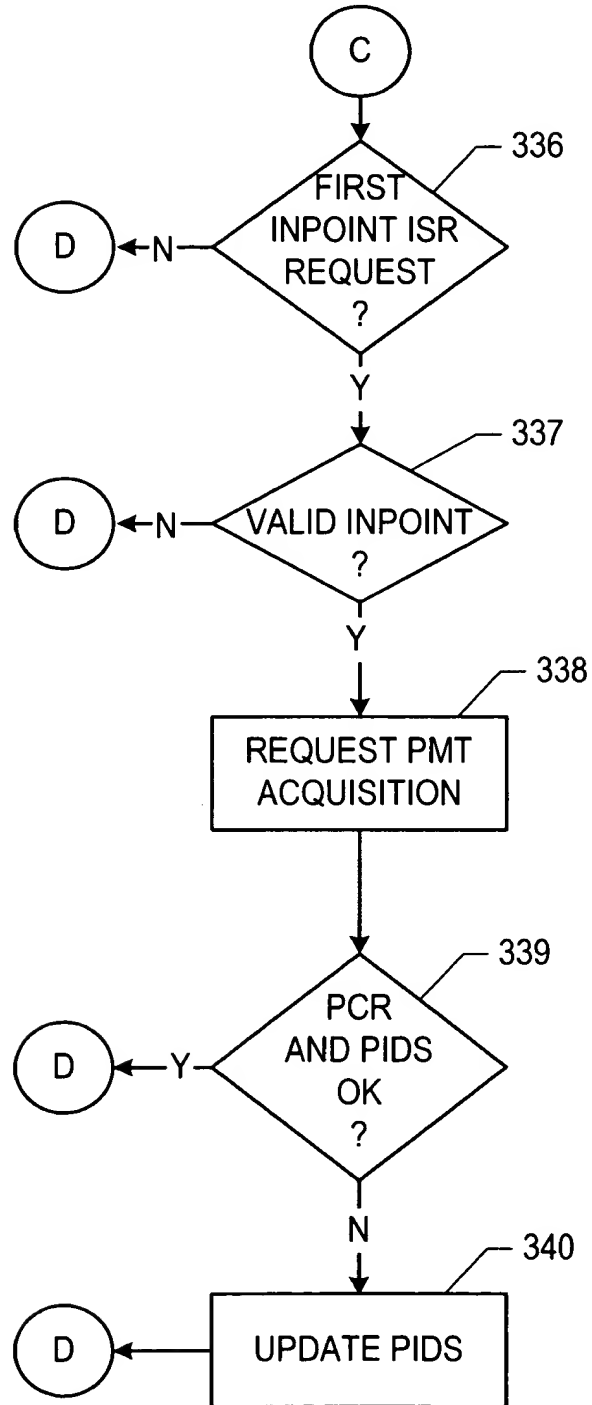 C
336
FIRST
INPOINT ISR
REQUEST
?
D
N
Y
337
VALID INPOINT
?
D
N
Y
338
REQUEST PMT
ACQUISITION
339
PCR
AND PIDS
OK
?
D
Y
N
340
UPDATE PIDS
D